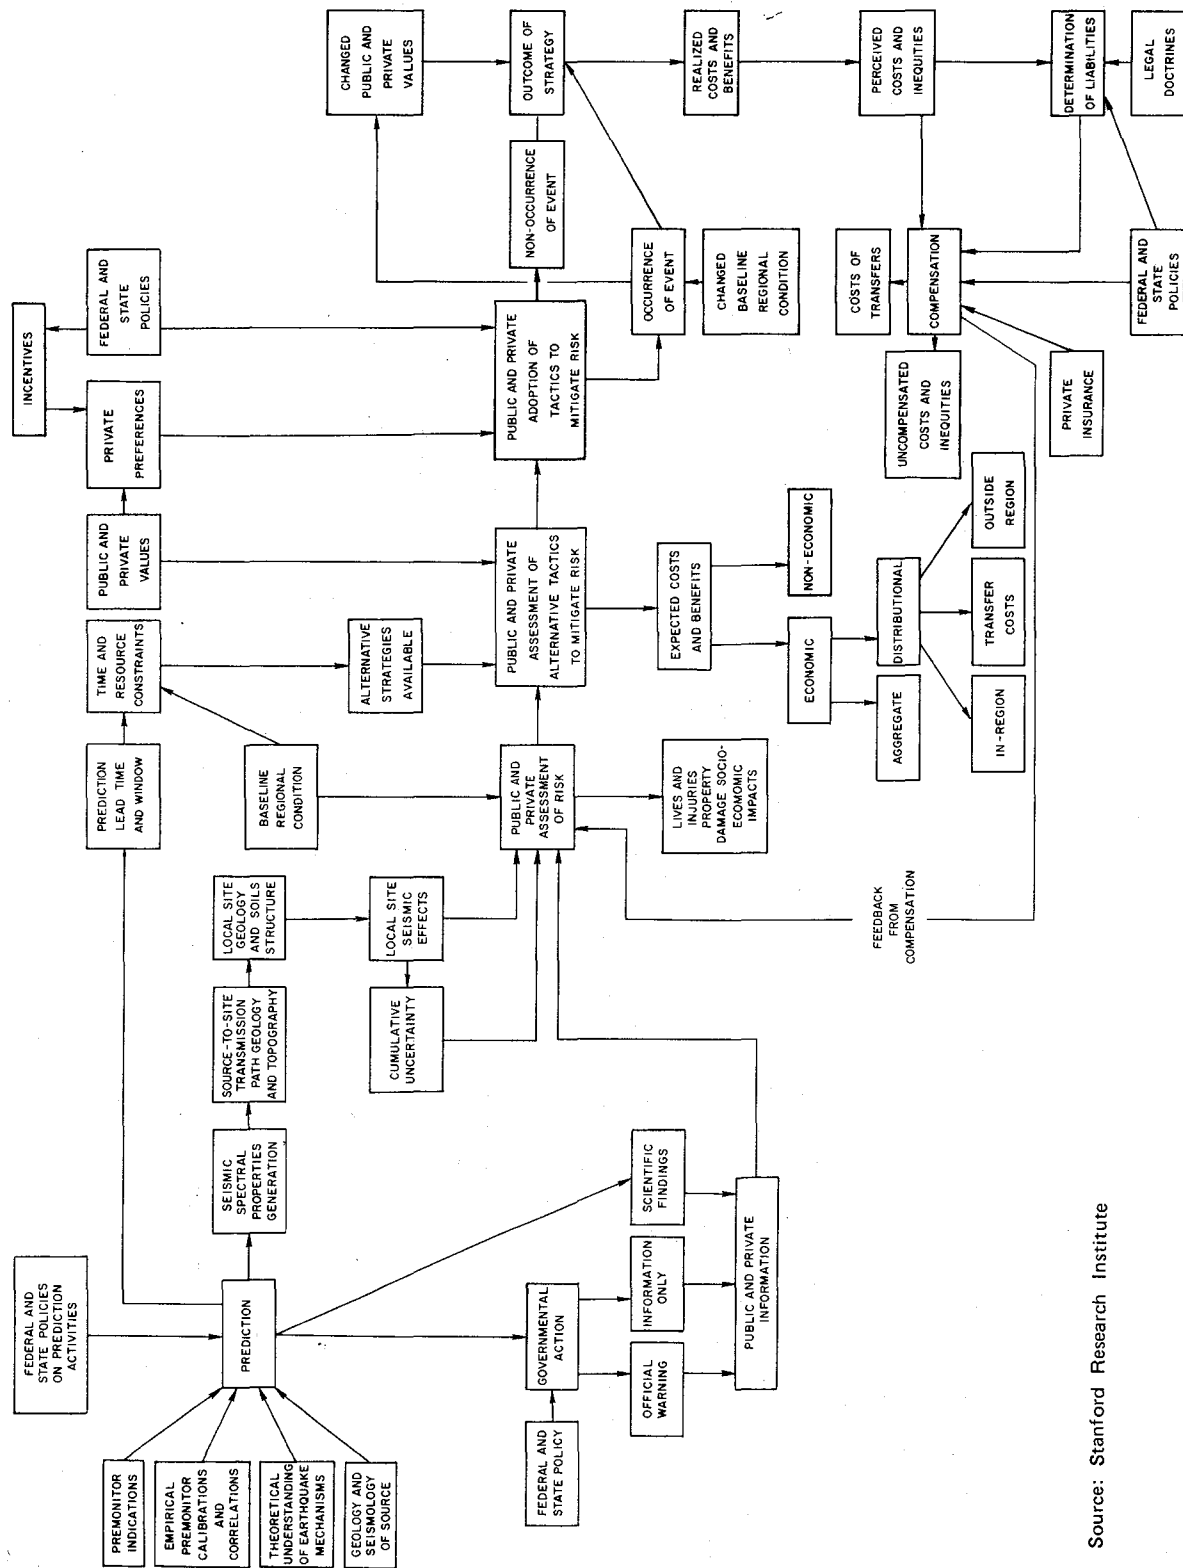 FEDERAL AND
STATE POLICIES
ON PREDICTION
ACTIVITIES
PREMONITOR
INDICATIONS
EMPIRICAL
PREMONITOR
CALIBRATIONS
AND
CORRELATIONS
THEORETICAL
UNDERSTANDING
OF EARTHQUAKE
MECHANISMS
GEOLOGY AND
SEISMOLOGY
OF SOURCE
PREDICTION
SEISMIC
SPECTRAL
PROPERTIES
GENERATION
SOURCE-TO-SITE
TRANSMISSION
PATH GEOLOGY
AND TOPOGRAPHY
LOCAL SITE
GEOLOGY
AND SOILS
STRUCTURE
LOCAL SITE
SEISMIC
EFFECTS
CUMULATIVE
UNCERTAINTY
FEDERAL AND
STATE POLICY
GOVERNMENTAL
ACTION
OFFICIAL
WARNING
INFORMATION
ONLY
SCIENTIFIC
FINDINGS
PUBLIC AND PRIVATE
INFORMATION
PREDICTION
LEAD TIME
AND WINDOW
TIME AND
RESOURCE
CONSTRAINTS
BASELINE
REGIONAL
CONDITION
ALTERNATIVE
STRATEGIES
AVAILABLE
PUBLIC AND
PRIVATE
ASSESSMENT
OF RISK
LIVES AND
INJURIES
PROPERTY
DAMAGE SOCIO-
ECOMOMIC
IMPACTS
FEEDBACK
FROM
COMPENSATION
INCENTIVES
PUBLIC AND
PRIVATE
VALUES
PRIVATE
PREFERENCES
FEDERAL AND
STATE
POLICIES
PUBLIC AND PRIVATE
ASSESSMENT OF
ALTERNATIVE TACTICS
TO MITIGATE RISK
PUBLIC AND PRIVATE
ADOPTION OF
TACTICS TO
MITIGATE RISK
EXPECTED COSTS
AND BENEFITS
ECONOMIC
NON-ECONOMIC
AGGREGATE
DISTRIBUTIONAL
IN-REGION
TRANSFER
COSTS
OUTSIDE
REGION
CHANGED
PUBLIC AND
PRIVATE
VALUES
OUTCOME OF
STRATEGY
NON-OCCURRENCE
OF EVENT
OCCURRENCE
OF EVENT
CHANGED
BASELINE
REGIONAL
CONDITION
REALIZED
COSTS AND
BENEFITS
PERCEIVED
COSTS AND
INEQUITIES
DETERMINATION
OF LIABILITIES
LEGAL
DOCTRINES
COSTS OF
TRANSFERS
COMPENSATION
UNCOMPENSATED
COSTS AND
INEQUITIES
PRIVATE
INSURANCE
FEDERAL AND
STATE
POLICIES
Source: Stanford Research Institute